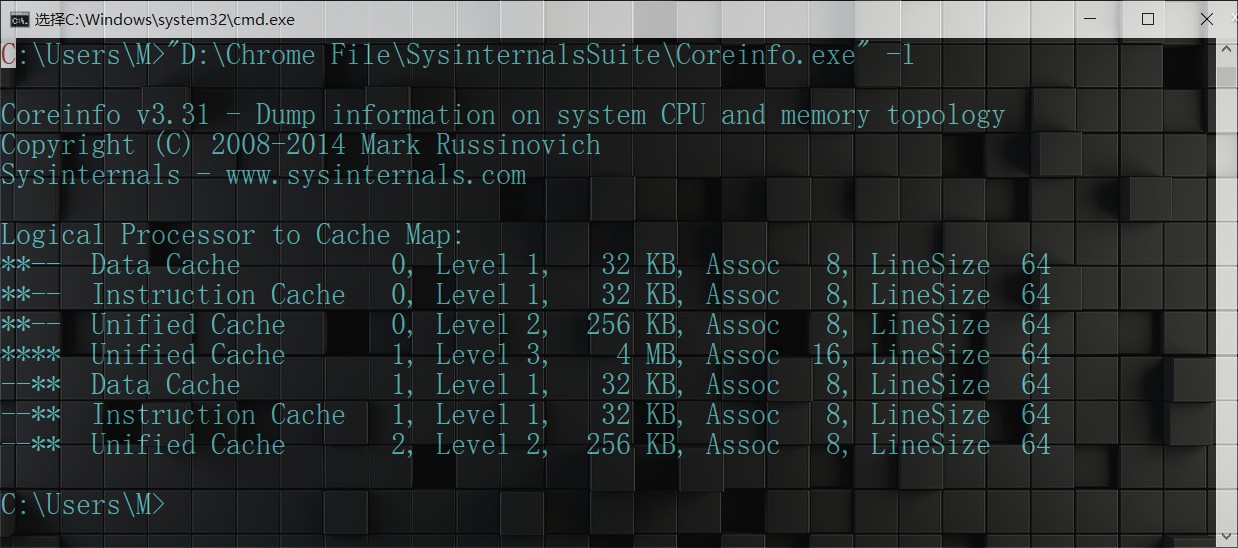 选择C:\Windows\system32\cmd.exe
C:\Users\M>"D:\Chrome File\SysinternalsSuite\Coreinfo.exe" -l
Coreinfo v3.31 - Dump information on system CPU and memory topology
Copyright (C) 2008-2014 Mark Russinovich
Sysinternals - www.sysinternals.com
Logical Processor to Cache Map:
**--  Data Cache          0, Level 1,   32 KB, Assoc   8, LineSize  64
**--  Instruction Cache   0, Level 1,   32 KB, Assoc   8, LineSize  64
**--  Unified Cache       0, Level 2,  256 KB, Assoc   8, LineSize  64
****  Unified Cache       1, Level 3,    4 MB, Assoc  16, LineSize  64
--**  Data Cache          1, Level 1,   32 KB, Assoc   8, LineSize  64
--**  Instruction Cache   1, Level 1,   32 KB, Assoc   8, LineSize  64
--**  Unified Cache       2, Level 2,  256 KB, Assoc   8, LineSize  64
C:\Users\M>